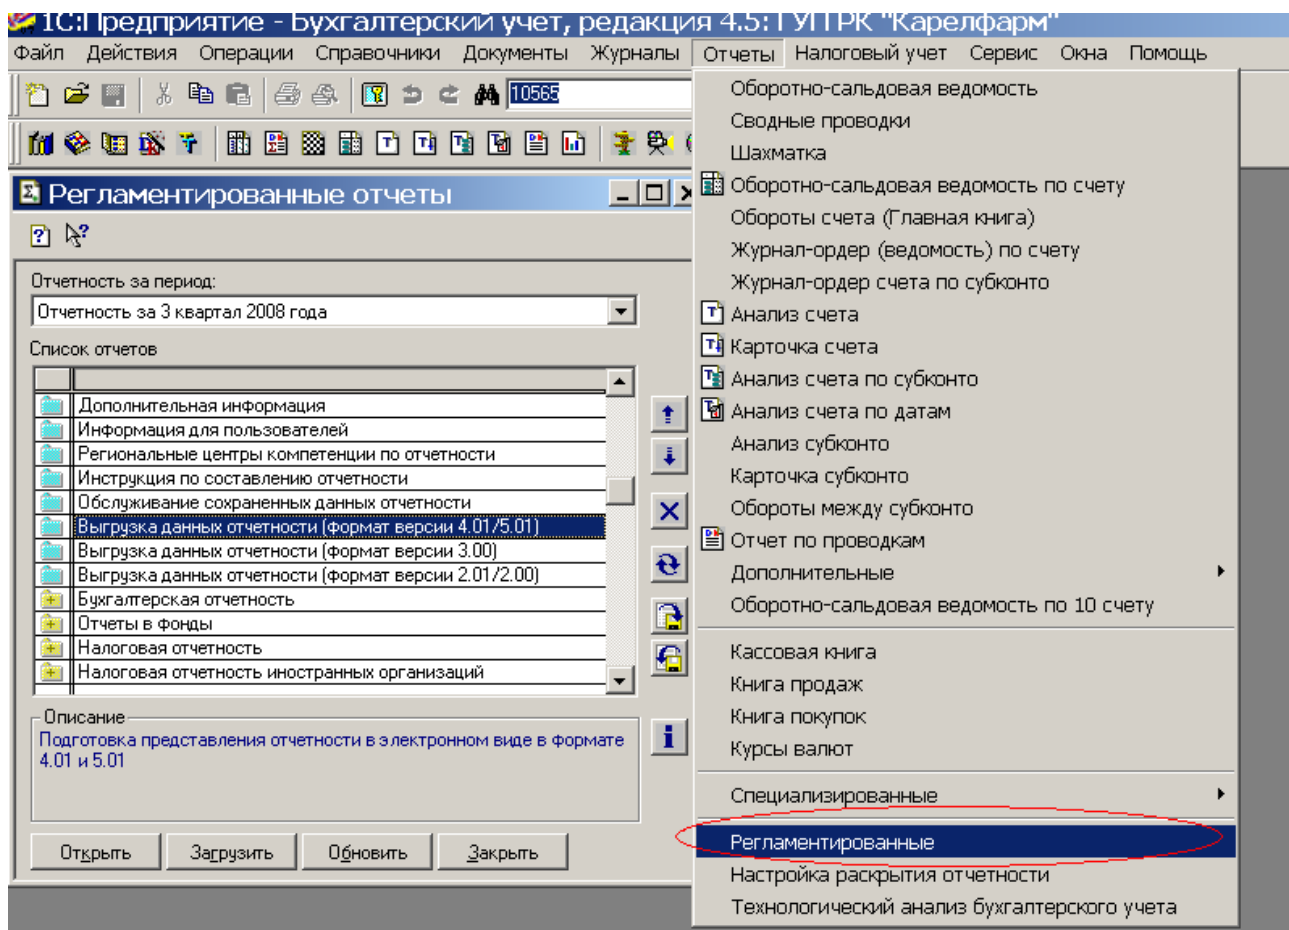 1С:Предприятие - Бухгалтерский учет, редакция 4.5: ГУП РК "Карелфарм"
Файл Действия Операции Справочники Документы Журналы Отчеты Налоговый учет Сервис Окна Помощь
10565
Регламентированные отчеты
Отчетность за период:
Отчетность за 3 квартал 2008 года
Список отчетов
Дополнительная информация
Информация для пользователей
Региональные центры компетенции по отчетности
Инструкция по составлению отчетности
Обслуживание сохраненных данных отчетности
Выгрузка данных отчетности (формат версии 4.01/5.01)
Выгрузка данных отчетности (формат версии 3.00)
Выгрузка данных отчетности (формат версии 2.01/2.00)
Бухгалтерская отчетность
Отчеты в фонды
Налоговая отчетность
Налоговая отчетность иностранных организаций
Описание
Подготовка представления отчетности в электронном виде в формате
4.01 и 5.01
Открыть Загрузить Обновить Закрыть
Оборотно-сальдовая ведомость
Сводные проводки
Шахматка
Оборотно-сальдовая ведомость по счету
Обороты счета (Главная книга)
Журнал-ордер (ведомость) по счету
Журнал-ордер счета по субконто
Анализ счета
Карточка счета
Анализ счета по субконто
Анализ счета по датам
Анализ субконто
Карточка субконто
Обороты между субконто
Отчет по проводкам
Дополнительные
Оборотно-сальдовая ведомость по 10 счету
Кассовая книга
Книга продаж
Книга покупок
Курсы валют
Специализированные
Регламентированные
Настройка раскрытия отчетности
Технологический анализ бухгалтерского учета